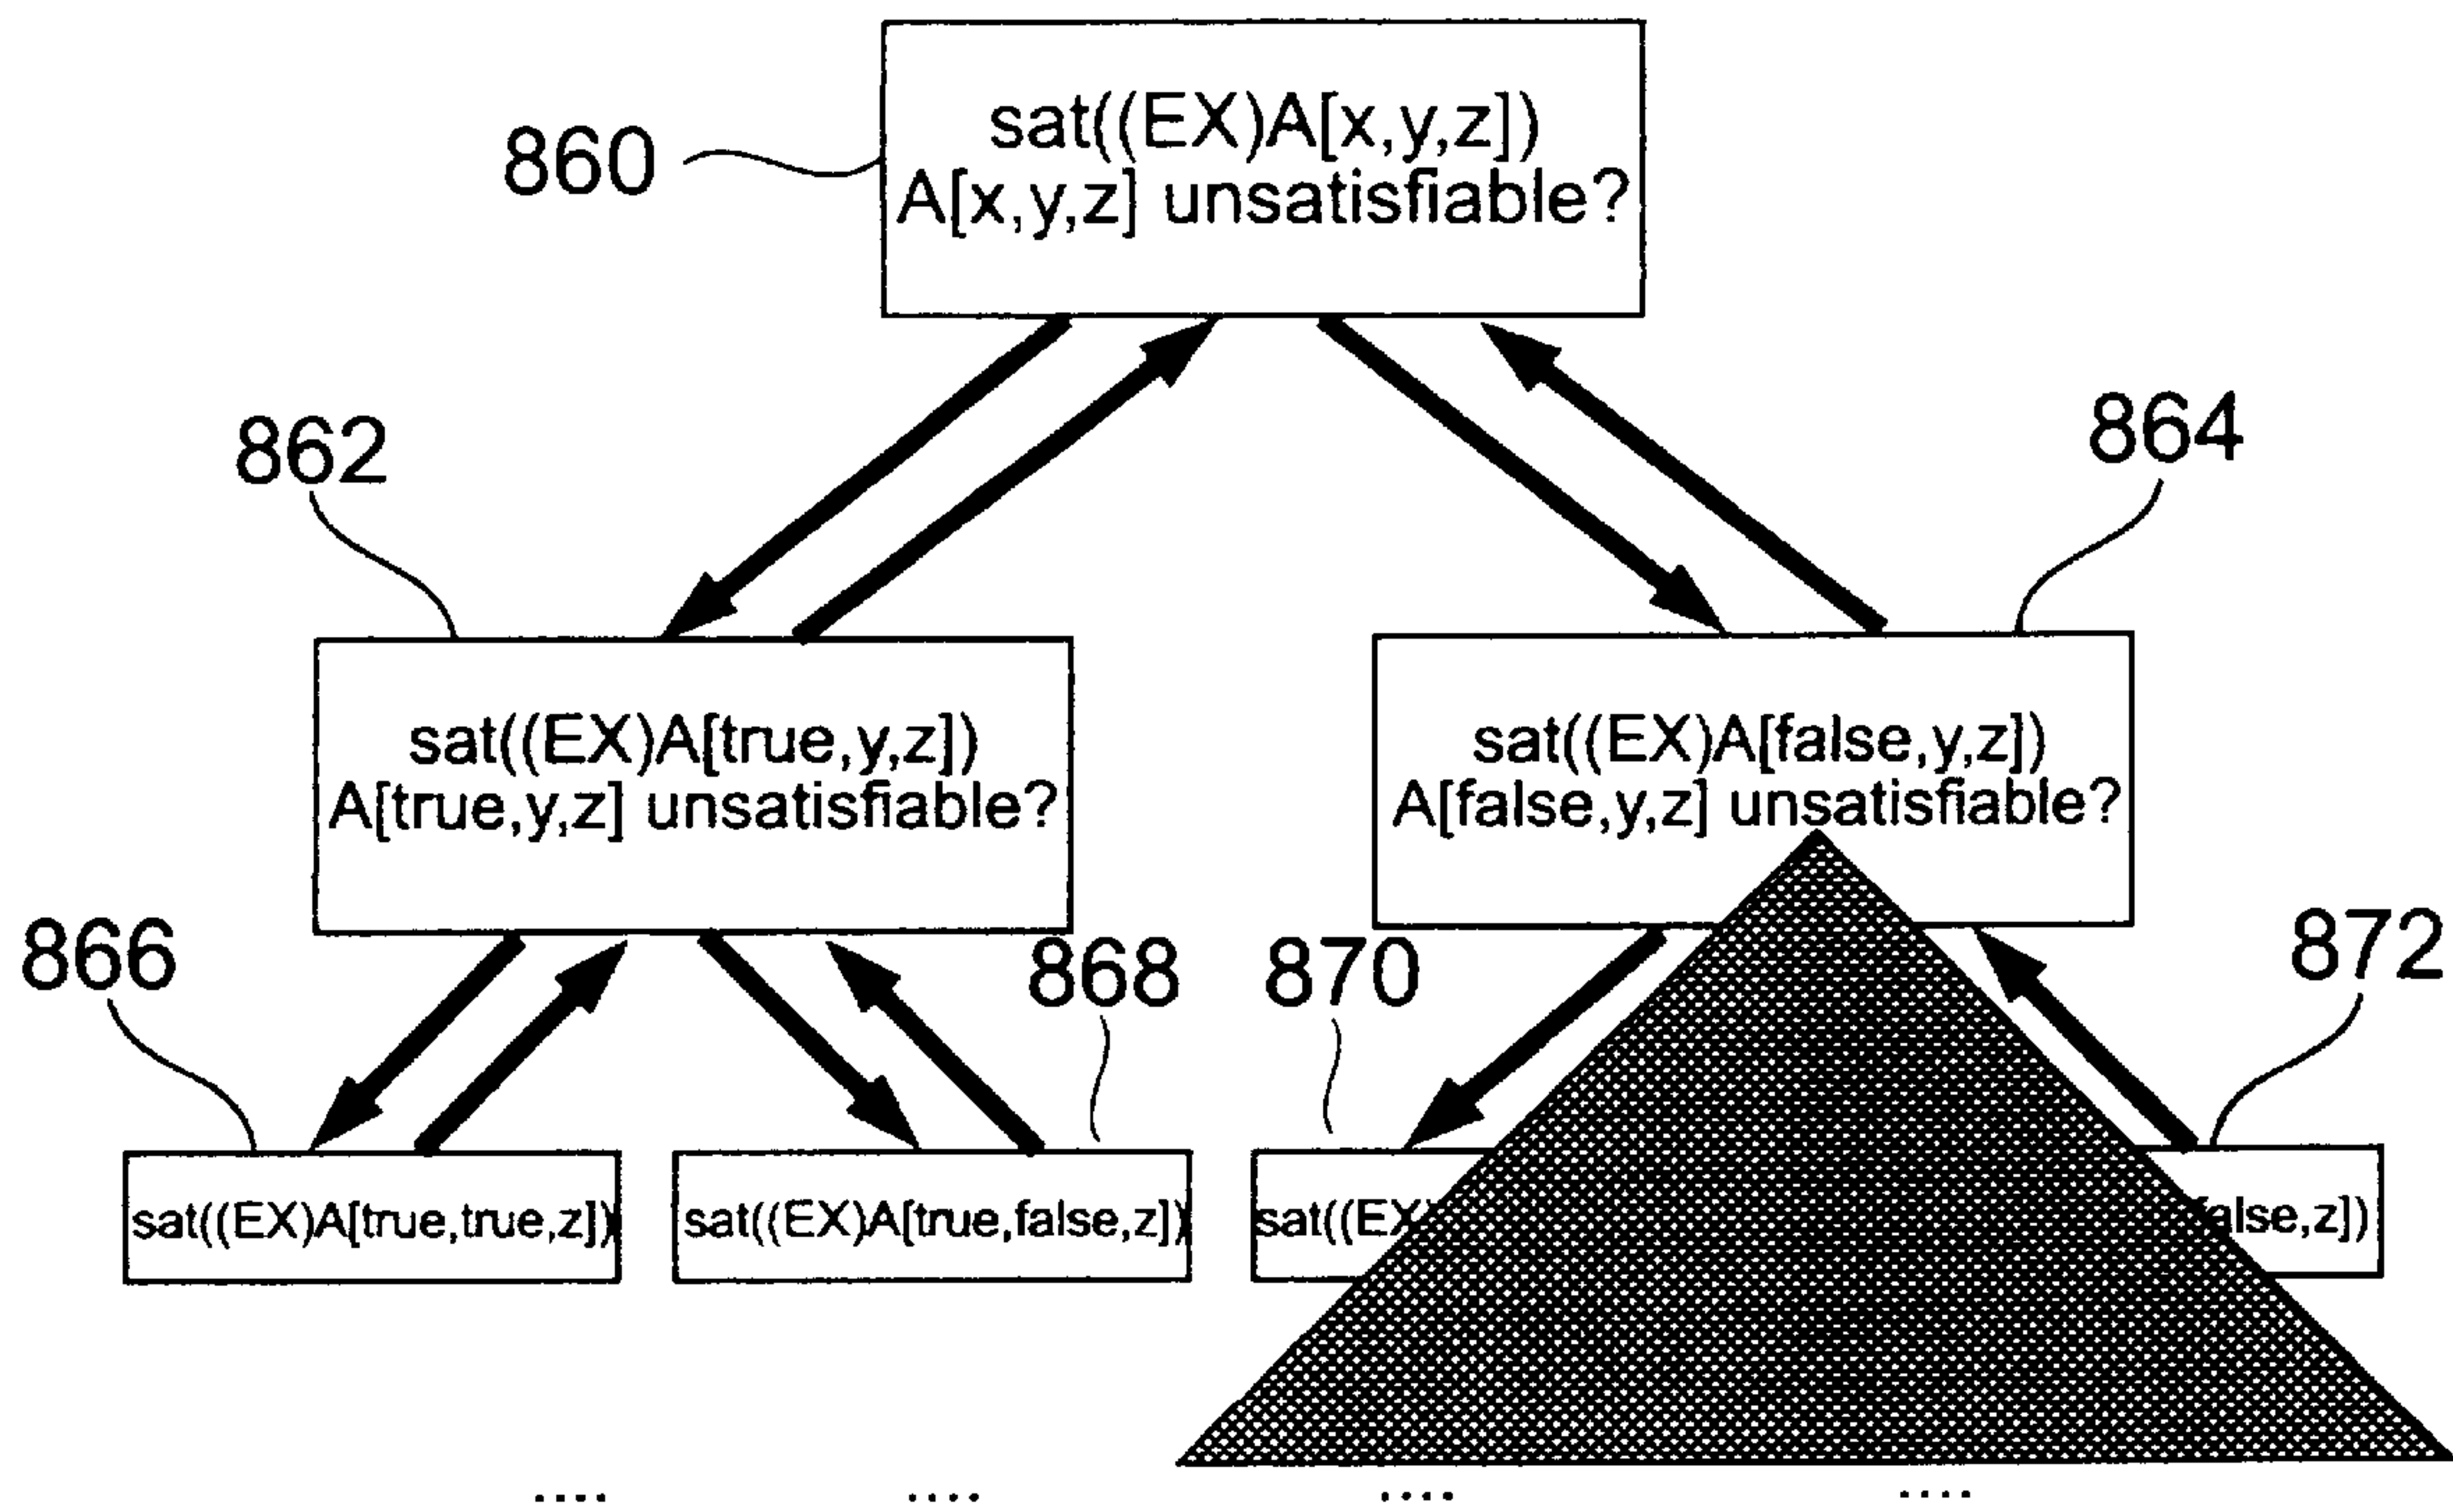 sat((EX)A[x,y,z])
A[x,y,z] unsatisfiable?
860
862
864
sat((EX)A[true,y,z])
A[true,y,z] unsatisfiable?
sat((EX)A[false,y,z])
A[false,y,z] unsatisfiable?
866
868
870
872
sat((EX)A[true,true,z])
sat((EX)A[true,false,z])
sat((EX)
alse,z])
....
....
....
....